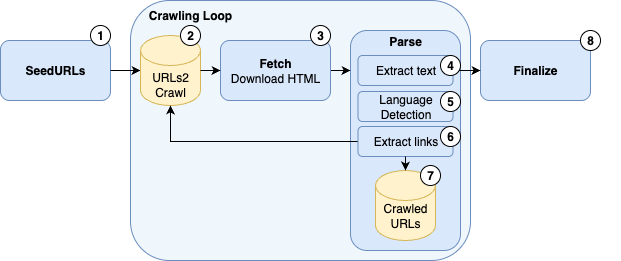 Crawling Loop
1
SeedURLs
2
URLs2
Crawl
3
Fetch
Download HTML
Parse
Extract text
4
Language
Detection
5
Extract links
6
7
Crawled
URLs
8
Finalize